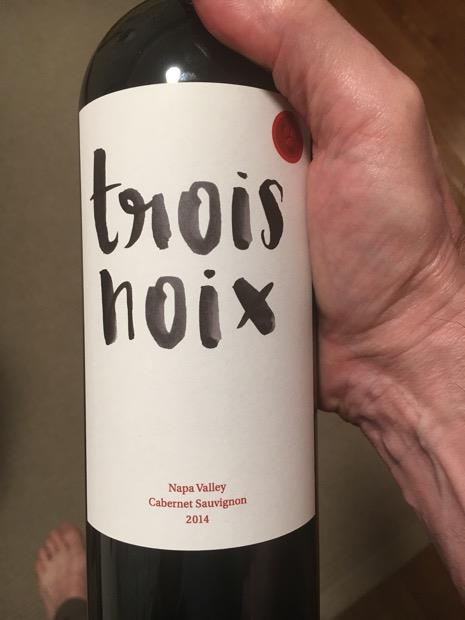 trois
noix
Napa Valley
Cabernet Sauvignon
2014